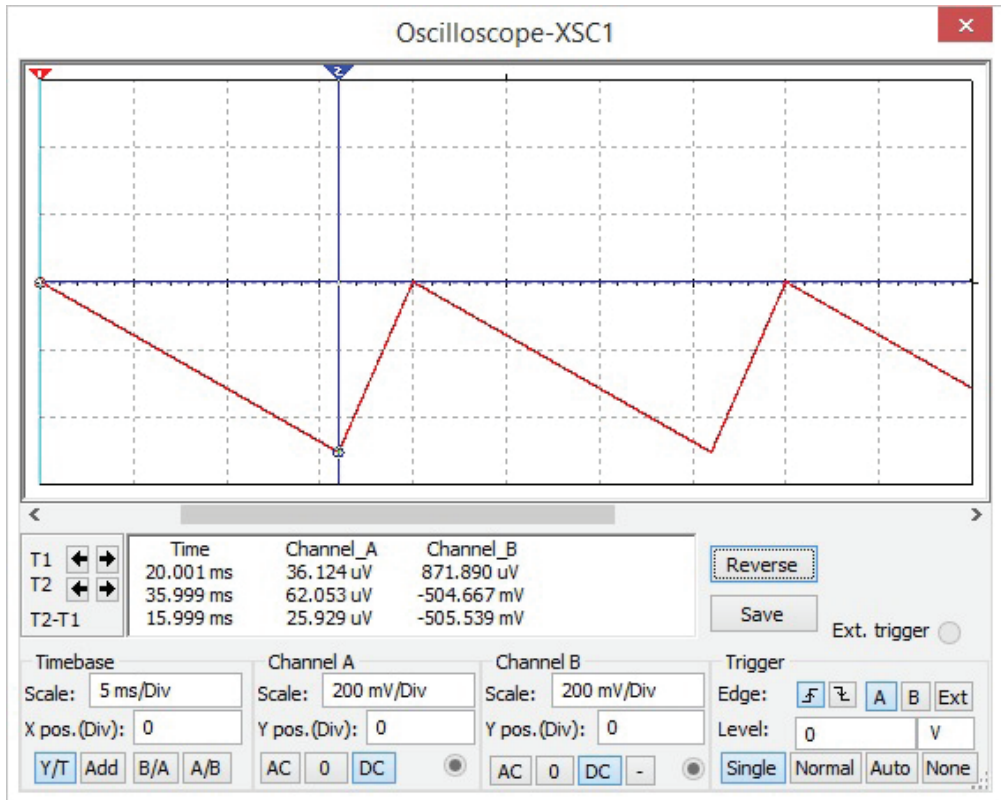 Oscilloscope-XSC1
1
2
T1
T2
T2-T1
Time Channel_A Channel_B
20.001 ms 36.124 uV 871.890 uV
35.999 ms 62.053 uV -504.667 mV
15.999 ms 25.929 uV -505.539 mV
Reverse
Save
Ext. trigger
Timebase
Scale: 5 ms/Div
X pos.(Div): 0
Y/T Add B/A A/B
Channel A
Scale: 200 mV/Div
Y pos.(Div): 0
AC 0 DC
Channel B
Scale: 200 mV/Div
Y pos.(Div): 0
AC 0 DC -
Trigger
Edge: A B Ext
Level: 0 V
Single Normal Auto None